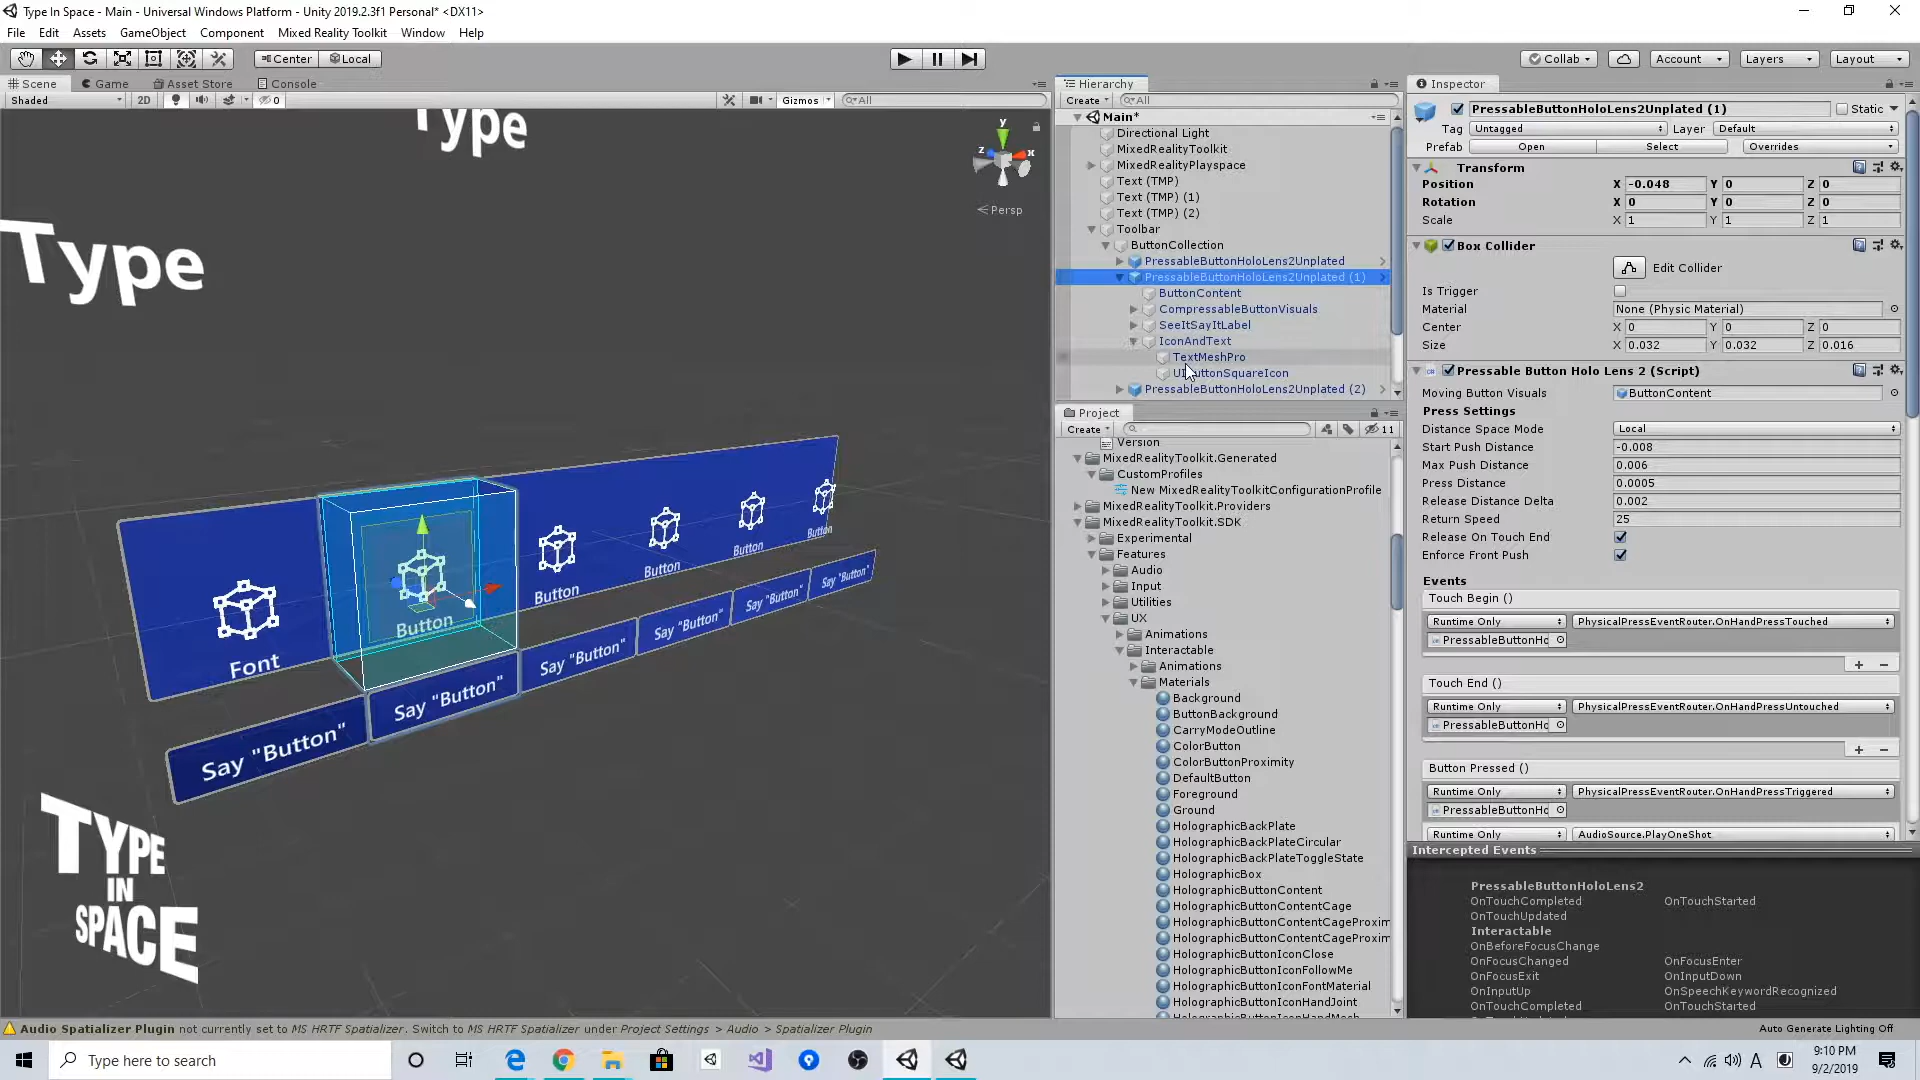 Type In Space - Main - Universal Windows Platform - Unity 2019.2.3f1 Personal* <DX11>
File Edit Assets GameObject Component Mixed Reality Toolkit Window Help
Center Local Collab Account Layers Layout
Scene Game Asset Store Console
Shaded 2D 0 Gizmos All
y
z x
Persp
Type
Type
Font
Button
Button
Button
Button
Button
Say "Button"
Say "Button"
Say "Button"
Say "Button"
Say "Button"
Say "Button"
TYPE
IN
SPACE
Hierarchy
Create All
Main*
Directional Light
MixedRealityToolkit
MixedRealityPlayspace
Text (TMP)
Text (TMP) (1)
Text (TMP) (2)
Toolbar
ButtonCollection
PressableButtonHoloLens2Unplated
PressableButtonHoloLens2Unplated (1)
ButtonContent
CompressableButtonVisuals
SeeItSayItLabel
IconAndText
TextMeshPro
UIButtonSquareIcon
PressableButtonHoloLens2Unplated (2)
Project
Create 11
Version
MixedRealityToolkit.Generated
CustomProfiles
New MixedRealityToolkitConfigurationProfile
MixedRealityToolkit.Providers
MixedRealityToolkit.SDK
Experimental
Features
Audio
Input
Utilities
UX
Animations
Interactable
Animations
Materials
Background
ButtonBackground
CarryModeOutline
ColorButton
ColorButtonProximity
DefaultButton
Foreground
Ground
HolographicBackPlate
HolographicBackPlateCircular
HolographicBackPlateToggleState
HolographicBox
HolographicButtonContent
HolographicButtonContentCage
HolographicButtonContentCageProxim
HolographicButtonContentCageProxim
HolographicButtonIconClose
HolographicButtonIconFollowMe
HolographicButtonIconFontMaterial
HolographicButtonIconHandJoint
Inspector
PressableButtonHoloLens2Unplated (1) Static
Tag Untagged Layer Default
Prefab Open Select Overrides
Transform
Position X -0.048 Y 0 Z 0
Rotation X 0 Y 0 Z 0
Scale X 1 Y 1 Z 1
Box Collider
Edit Collider
Is Trigger
Material None (Physic Material)
Center X 0 Y 0 Z 0
Size X 0.032 Y 0.032 Z 0.016
Pressable Button Holo Lens 2 (Script)
Moving Button Visuals ButtonContent
Press Settings
Distance Space Mode Local
Start Push Distance -0.008
Max Push Distance 0.006
Press Distance 0.0005
Release Distance Delta 0.002
Return Speed 25
Release On Touch End
Enforce Front Push
Events
Touch Begin ()
Runtime Only PhysicalPressEventRouter.OnHandPressTouched
PressableButtonHo
+ −
Touch End ()
Runtime Only PhysicalPressEventRouter.OnHandPressUntouched
PressableButtonHo
+ −
Button Pressed ()
Runtime Only PhysicalPressEventRouter.OnHandPressTriggered
PressableButtonHo
Runtime Only AudioSource.PlayOneShot
Intercepted Events
PressableButtonHoloLens2
OnTouchCompleted OnTouchStarted
OnTouchUpdated
Interactable
OnBeforeFocusChange
OnFocusChanged OnFocusEnter
OnFocusExit OnInputDown
OnInputUp OnSpeechKeywordRecognized
OnTouchCompleted OnTouchStarted
Audio Spatializer Plugin not currently set to MS HRTF Spatializer. Switch to MS HRTF Spatializer under Project Settings > Audio > Spatializer Plugin
Auto Generate Lighting Off
Type here to search
A
9:10 PM
9/2/2019